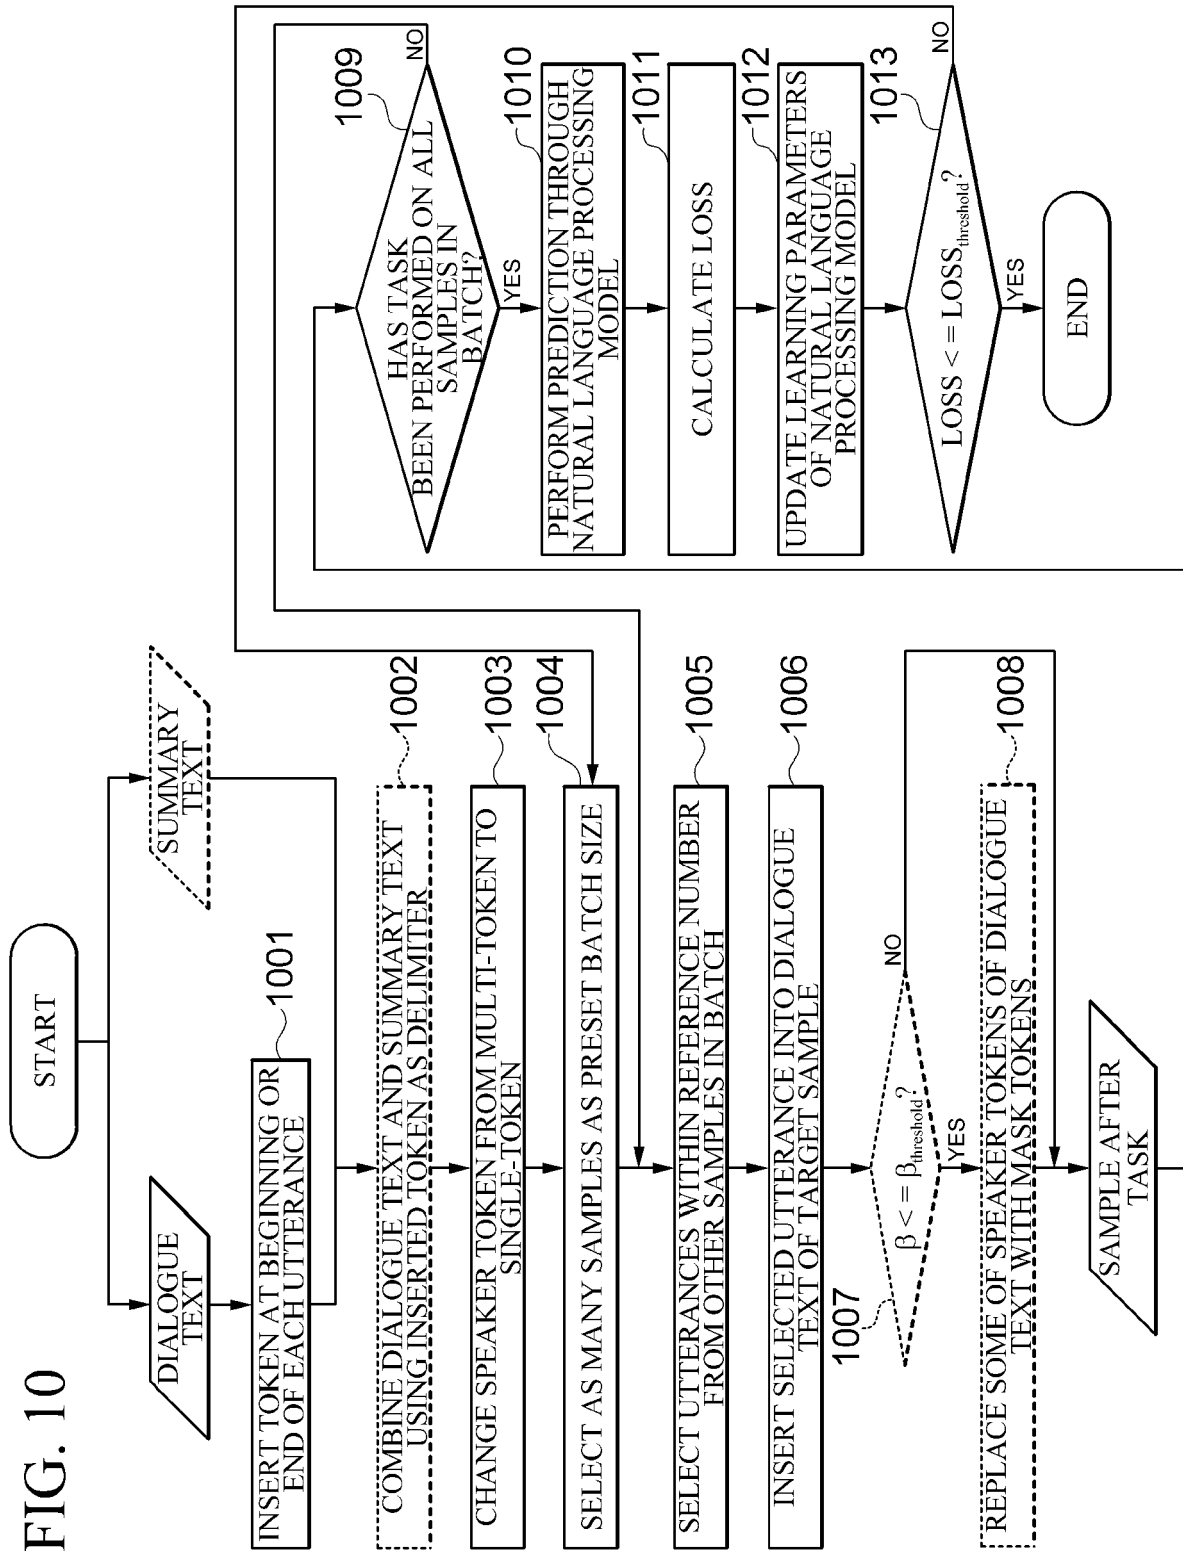 FIG. 10
START
DIALOGUE
TEXT
SUMMARY
TEXT
1001
INSERT TOKEN AT BEGINNING OR
END OF EACH UTTERANCE
1002
COMBINE DIALOGUE TEXT AND SUMMARY TEXT
USING INSERTED TOKEN AS DELIMITER
1003
CHANGE SPEAKER TOKEN FROM MULTI-TOKEN TO
SINGLE-TOKEN
1004
SELECT AS MANY SAMPLES AS PRESET BATCH SIZE
1005
SELECT UTTERANCES WITHIN REFERENCE NUMBER
FROM OTHER SAMPLES IN BATCH
1006
INSERT SELECTED UTTERANCE INTO DIALOGUE
TEXT OF TARGET SAMPLE
1007
β < = βthreshold?
NO
YES
1008
REPLACE SOME OF SPEAKER TOKENS OF DIALOGUE
TEXT WITH MASK TOKENS
SAMPLE AFTER
TASK
1009
HAS TASK
BEEN PERFORMED ON ALL
SAMPLES IN
BATCH?
NO
YES
1010
PERFORM PREDICTION THROUGH
NATURAL LANGUAGE PROCESSING
MODEL
1011
CALCULATE LOSS
1012
UPDATE LEARNING PARAMETERS
OF NATURAL LANGUAGE
PROCESSING MODEL
1013
LOSS < = LOSSthreshold?
NO
YES
END